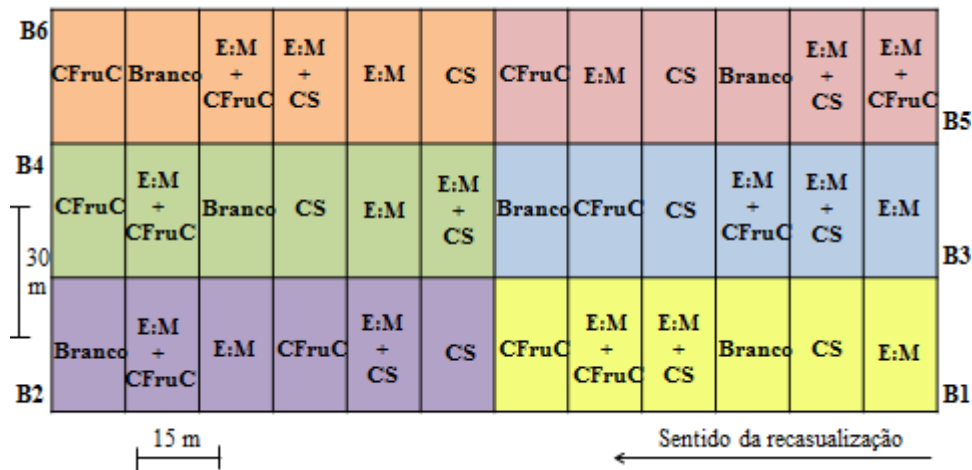 B6
CFruC Branco E:M + CFruC E:M + CS E:M CS CFruC E:M CS Branco E:M + CS E:M + CFruC
B5
B4
CFruC E:M + CFruC Branco CS E:M E:M + CS Branco CFruC CS E:M + CFruC E:M + CS E:M
B3
30
m
Branco E:M + CFruC E:M CFruC E:M + CS CS CFruC E:M + CFruC E:M + CS Branco CS E:M
B2
B1
15 m
Sentido da recasualização